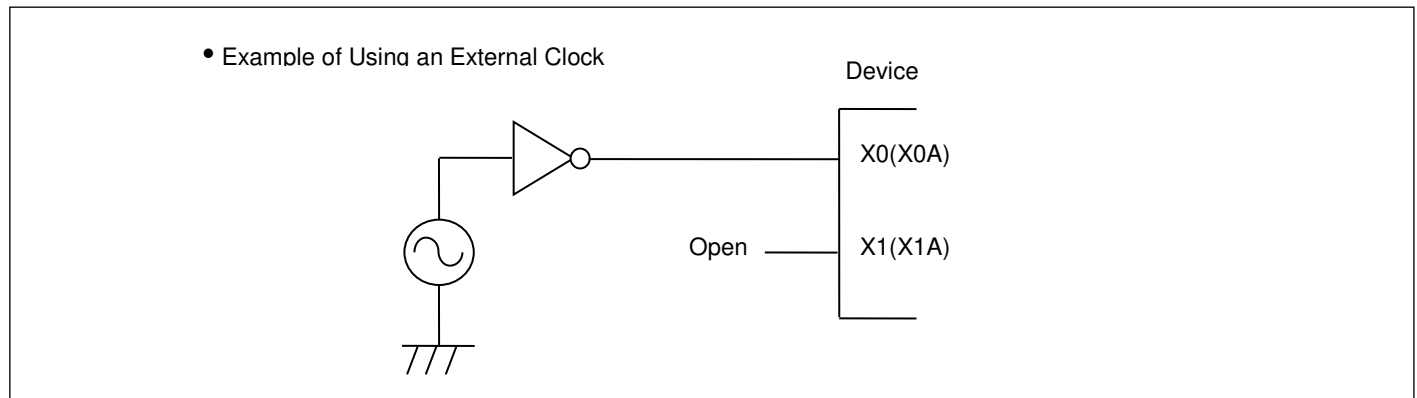 • Example of Using an External Clock
Device
X0(X0A)
Open
X1(X1A)